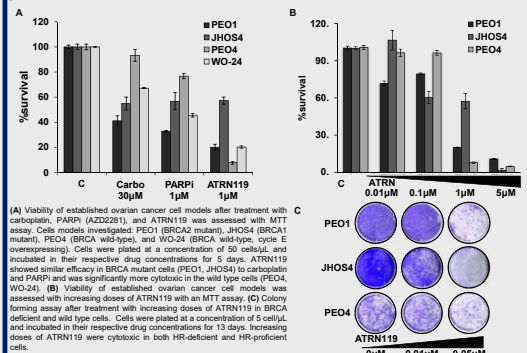 A
B
120
100
80
60
40
20
0
%survival
PEO1
JHOS4
PEO4
WO-24
C
Carbo
30µM
PARPi
1µM
ATRN119
1µM
120.
90.
60.
30.
0.
%survival
PEO1
JHOS4
PEO4
C
ATRN
0.01µM
0.1µM
1µM
5µM
(A) Viability of established ovarian cancer cell models after treatment with
carboplatin, PARPi (AZD2281), and ATRN119 was assessed with MTT
assay. Cells models investigated: PEO1 (BRCA2 mutant), JHOS4 (BRCA1
mutant), PEO4 (BRCA wild-type), and WO-24 (BRCA wild-type, cycle E
overexpressing). Cells were plated at a concentration of 50 cells/µL and
incubated in their respective drug concentrations for 5 days. ATRN119
showed similar efficacy in BRCA mutant cells (PEO1, JHOS4) to carboplatin
and PARPi and was significantly more cytotoxic in the wild type cells (PEO4,
WO-24). (B) Viability of established ovarian cancer cell models was
assessed with increasing doses of ATRN119 with an MTT assay. (C) Colony
forming assay after treatment with increasing doses of ATRN119 in BRCA
deficient and wild type cells. Cells were plated at a concentration of 5 cell/µL
and incubated in their respective drug concentrations for 13 days. Increasing
doses of ATRN119 were cytotoxic in both HR-deficient and HR-proficient
cells.
C
PEO1
JHOS4
PEO4
ATRN119
0µM
0.01µM
0.05µM